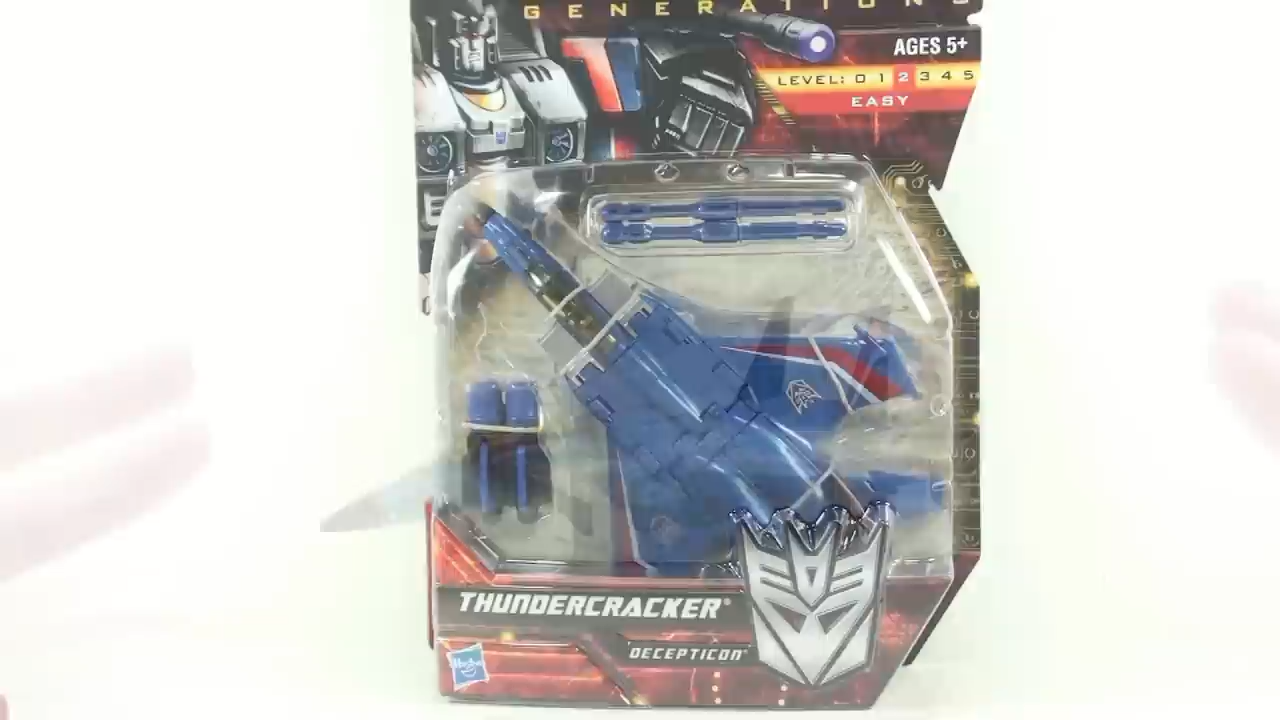 GENERATIONS
AGES 5+
LEVEL: 0 1 2 3 4 5
EASY
THUNDERCRACKER®
DECEPTICON®
Hasbro